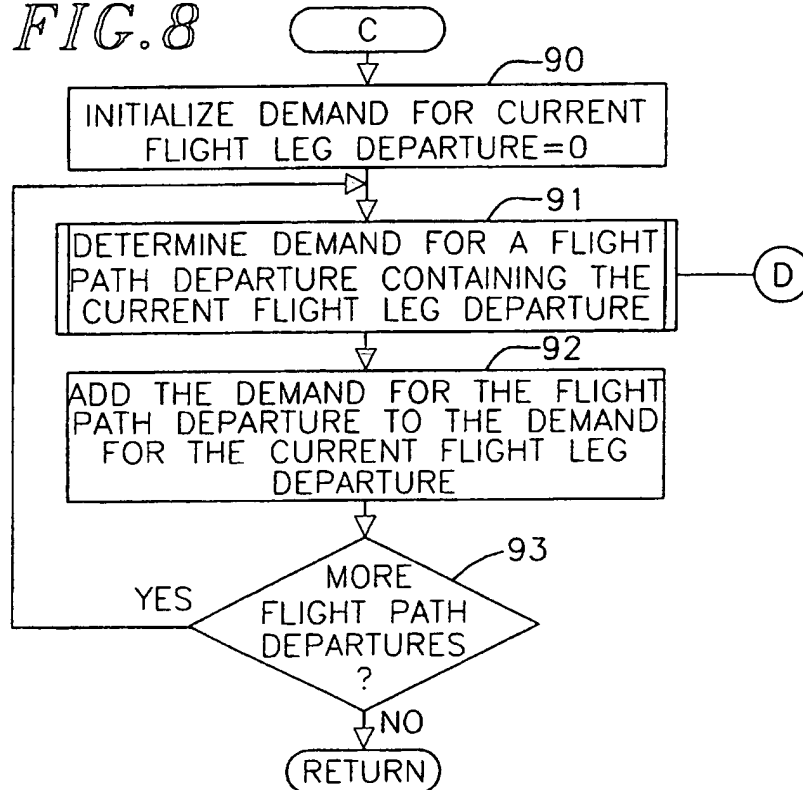 FIG.8
C
90
INITIALIZE DEMAND FOR CURRENT
FLIGHT LEG DEPARTURE=0
91
DETERMINE DEMAND FOR A FLIGHT
PATH DEPARTURE CONTAINING THE
CURRENT FLIGHT LEG DEPARTURE
D
92
ADD THE DEMAND FOR THE FLIGHT
PATH DEPARTURE TO THE DEMAND
FOR THE CURRENT FLIGHT LEG
DEPARTURE
93
YES
MORE
FLIGHT PATH
DEPARTURES
?
NO
RETURN